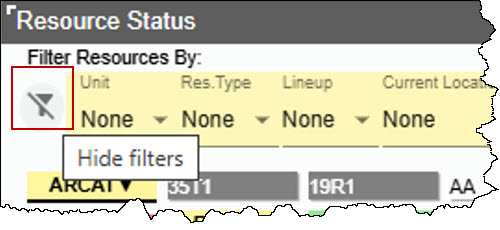 Resource Status
Filter Resources By:
Unit Res.Type Lineup Current Locat
None None None None
Hide filters
ARCAT 35T1 19R1 AA